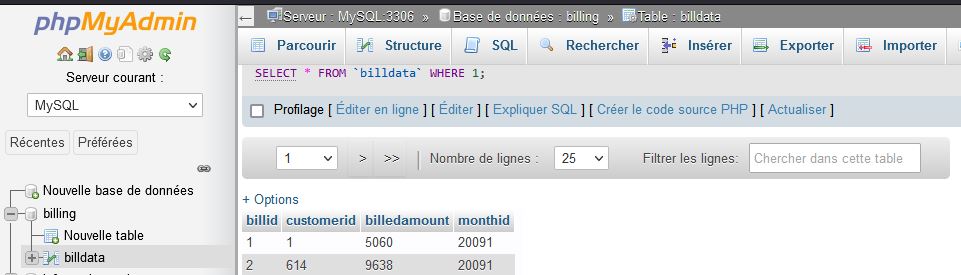 phpMyAdmin
Serveur courant :
MySQL
Récentes Préférées
Nouvelle base de données
billing
Nouvelle table
billdata
Serveur : MySQL:3306 » Base de données : billing » Table : billdata
Parcourir Structure SQL Rechercher Insérer Exporter Importer
SELECT * FROM `billdata` WHERE 1;
Profilage [ Éditer en ligne ] [ Éditer ] [ Expliquer SQL ] [ Créer le code source PHP ] [ Actualiser ]
1 > >> Nombre de lignes : 25 Filtrer les lignes: Chercher dans cette table
+ Options
billid customerid billedamount monthid
1 1 5060 20091
2 614 9638 20091